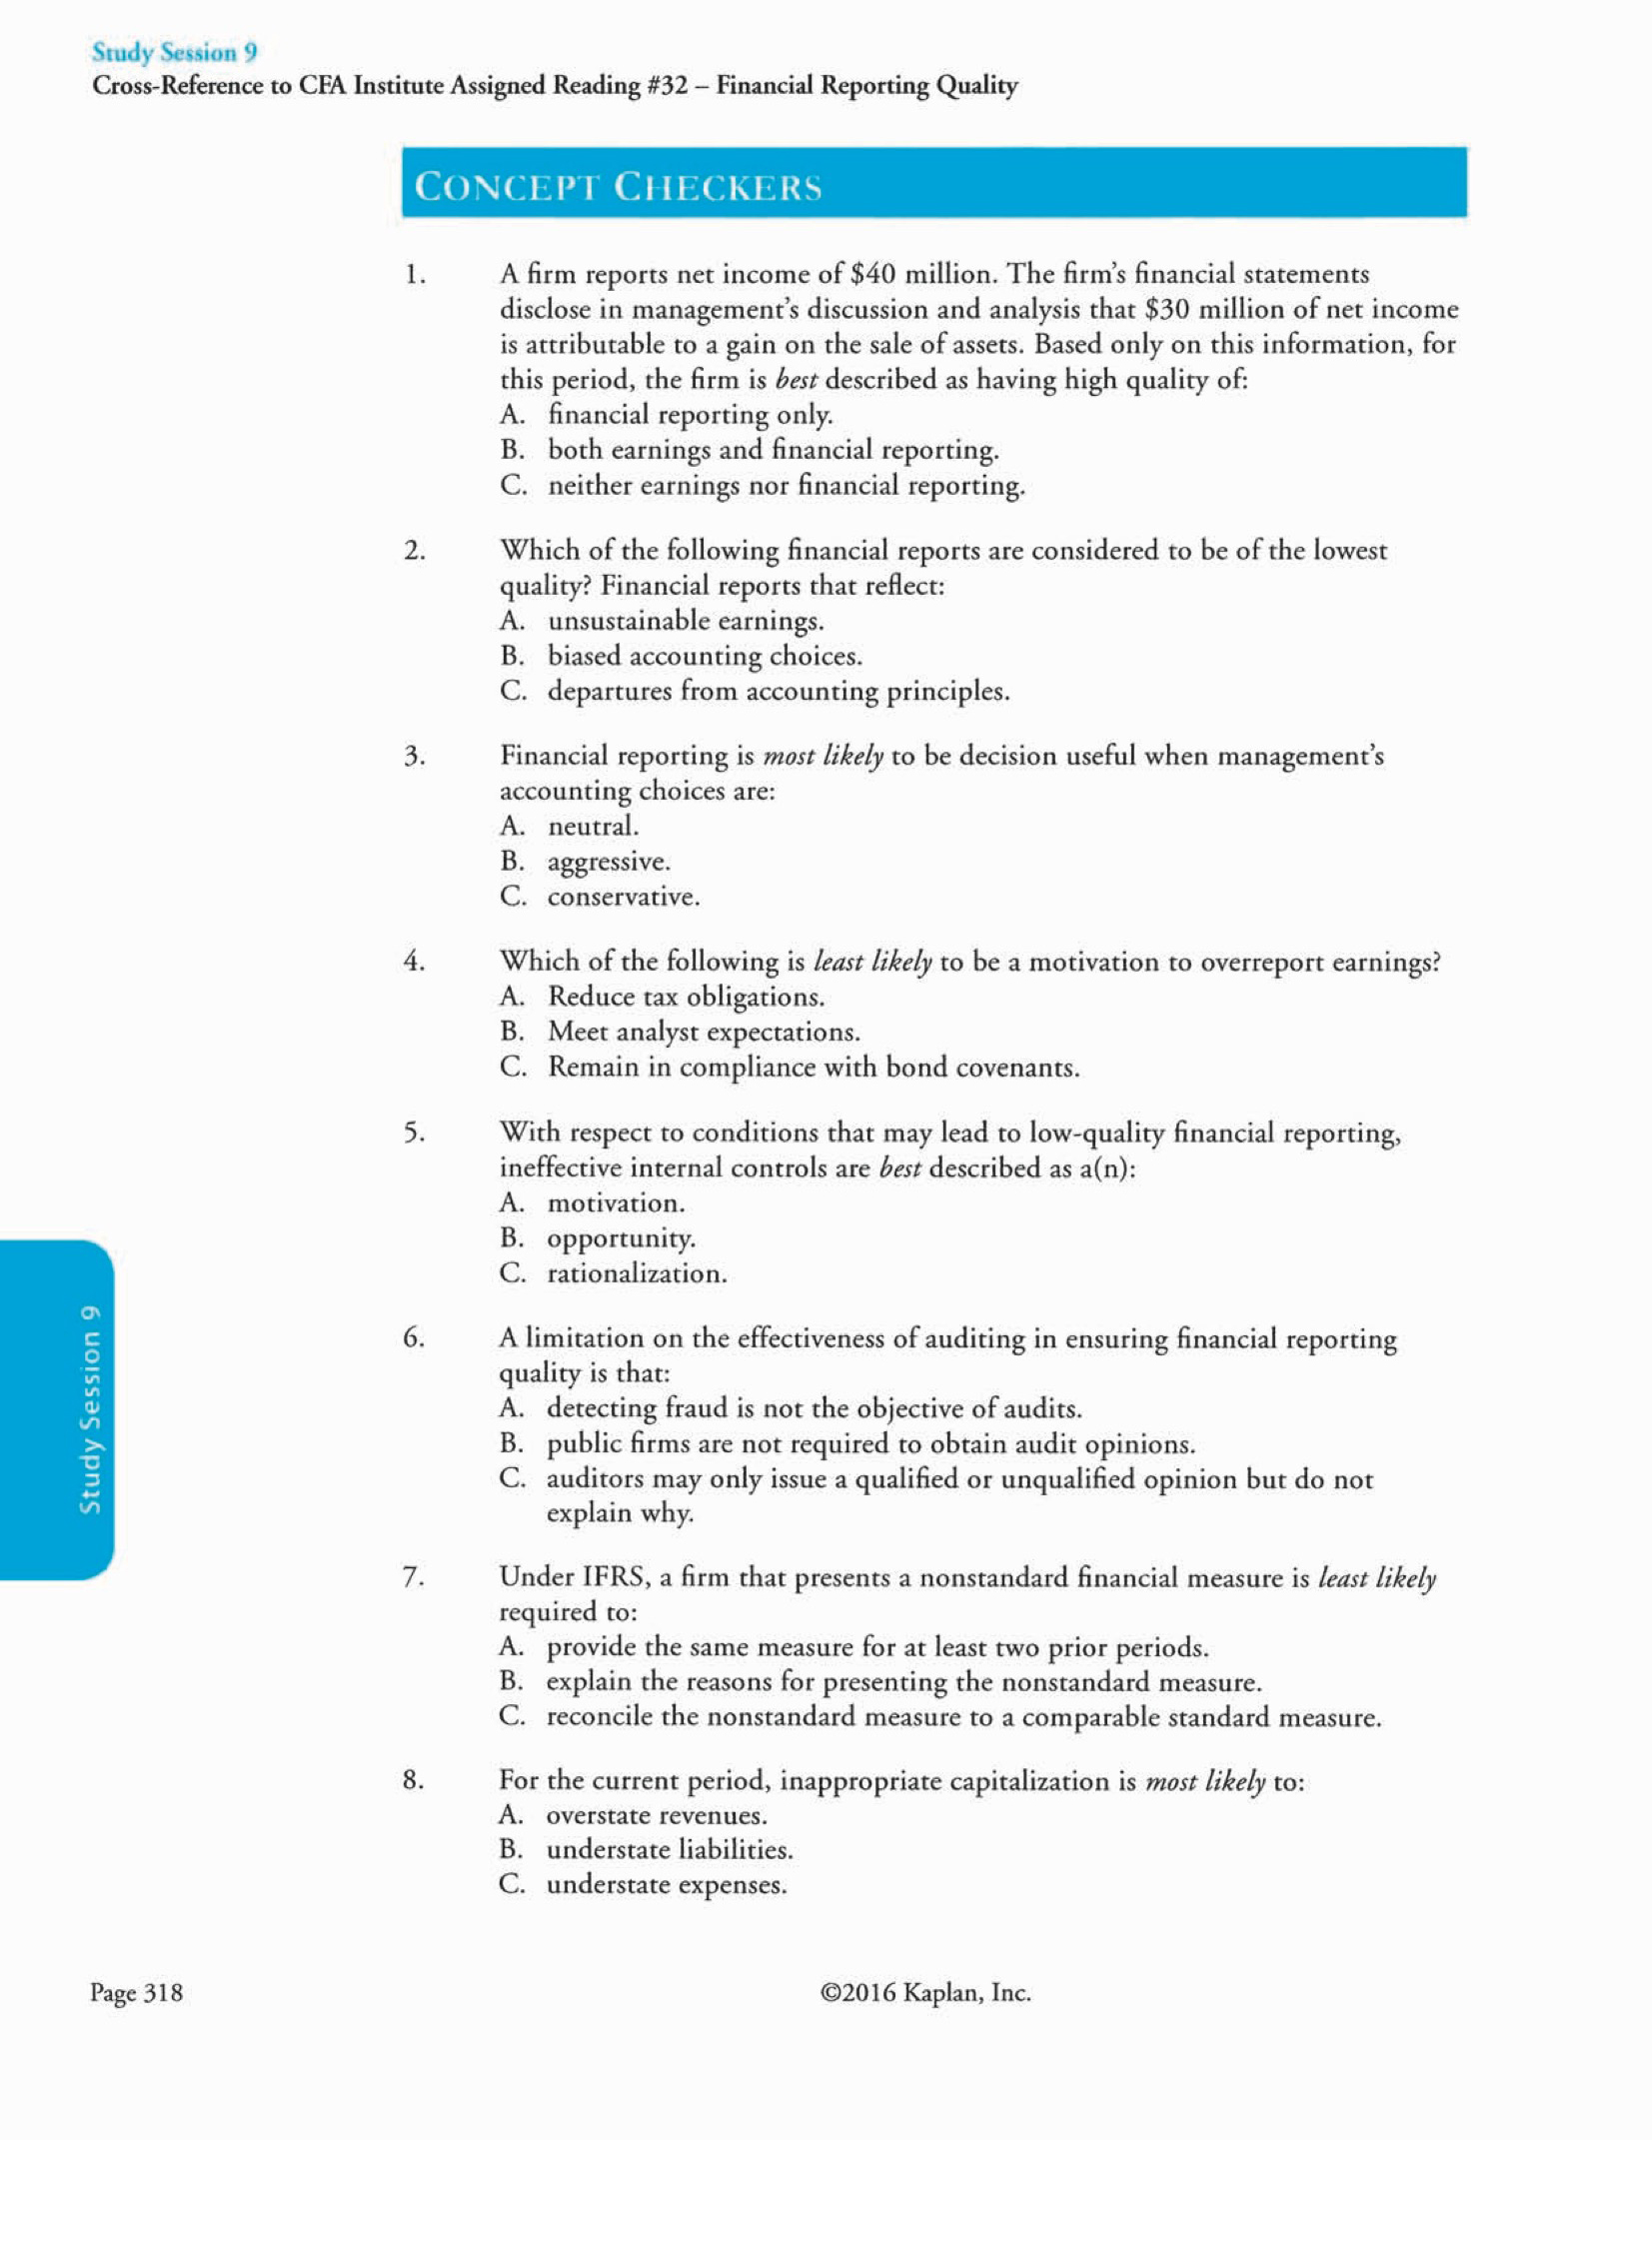 Study Session 9
Cross-Reference to CFA Institute Assigned Reading #32 – Financial Reporting Quality
CONCEPT CHECKERS
1. A firm reports net income of $40 million. The firm's financial statements
disclose in management's discussion and analysis that $30 million of net income
is attributable to a gain on the sale of assets. Based only on this information, for
this period, the firm is best described as having high quality of:
A. financial reporting only.
B. both earnings and financial reporting.
C. neither earnings nor financial reporting.
2. Which of the following financial reports are considered to be of the lowest
quality? Financial reports that reflect:
A. unsustainable earnings.
B. biased accounting choices.
C. departures from accounting principles.
3. Financial reporting is most likely to be decision useful when management's
accounting choices are:
A. neutral.
B. aggressive.
C. conservative.
4. Which of the following is least likely to be a motivation to overreport earnings?
A. Reduce tax obligations.
B. Meet analyst expectations.
C. Remain in compliance with bond covenants.
5. With respect to conditions that may lead to low-quality financial reporting,
ineffective internal controls are best described as a(n):
A. motivation.
B. opportunity.
C. rationalization.
6. A limitation on the effectiveness of auditing in ensuring financial reporting
quality is that:
A. detecting fraud is not the objective of audits.
B. public firms are not required to obtain audit opinions.
C. auditors may only issue a qualified or unqualified opinion but do not
explain why.
7. Under IFRS, a firm that presents a nonstandard financial measure is least likely
required to:
A. provide the same measure for at least two prior periods.
B. explain the reasons for presenting the nonstandard measure.
C. reconcile the nonstandard measure to a comparable standard measure.
8. For the current period, inappropriate capitalization is most likely to:
A. overstate revenues.
B. understate liabilities.
C. understate expenses.
Study Session 9
Page 318
©2016 Kaplan, Inc.